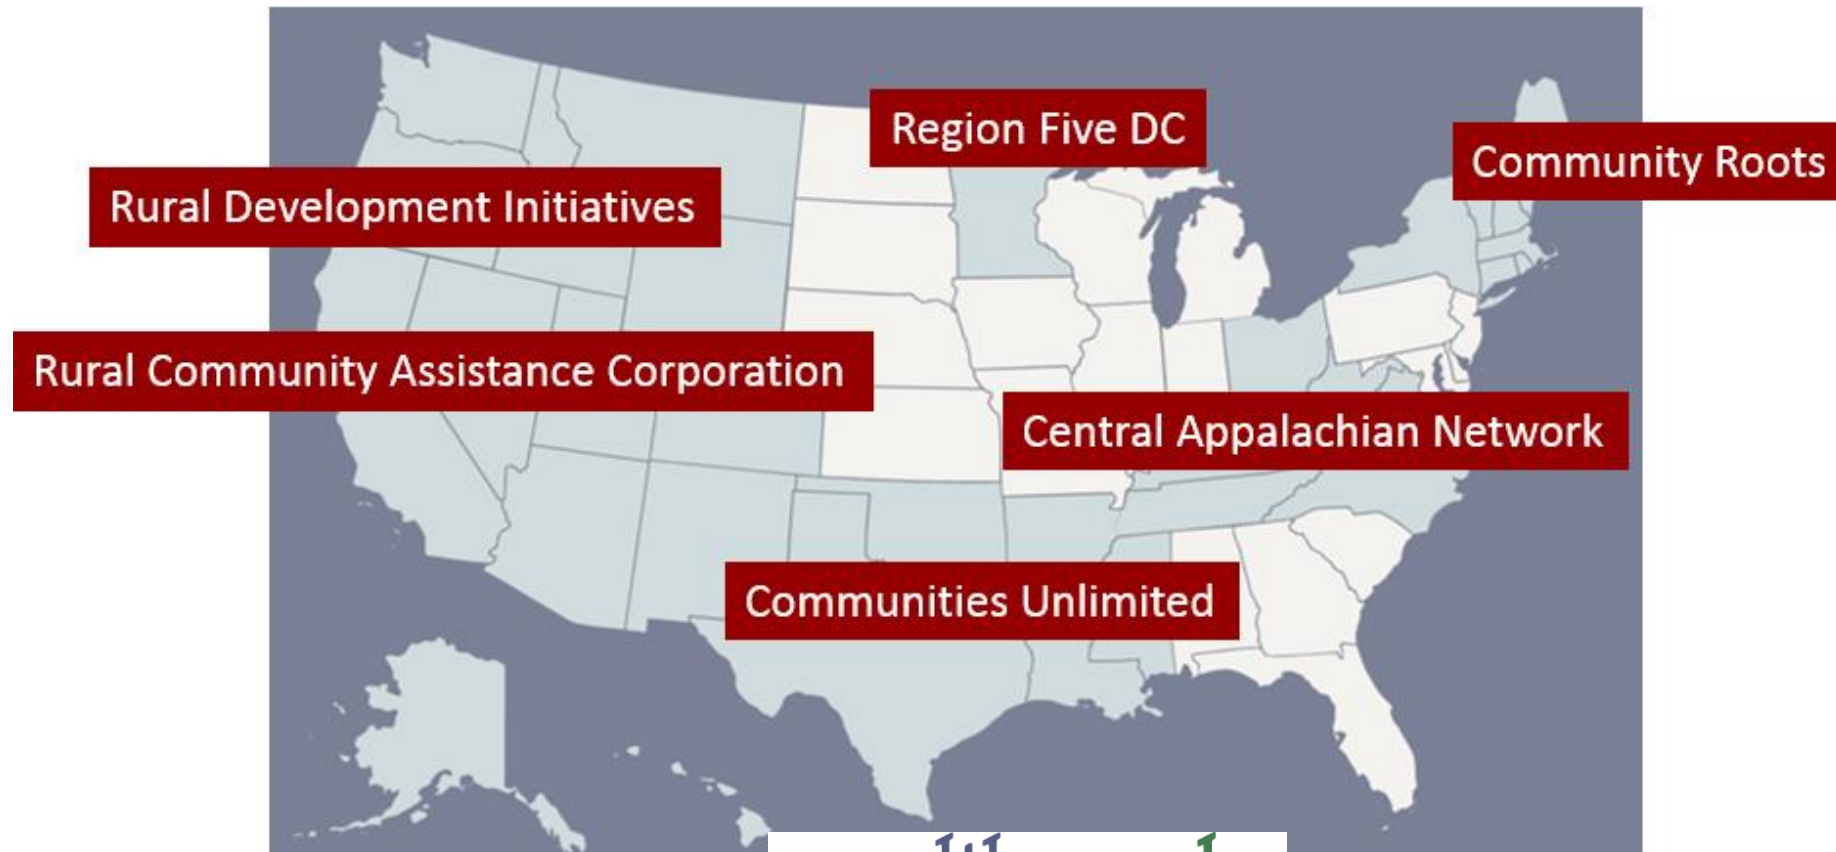 Region Five DC
Community Roots
Rural Development Initiatives
Rural Community Assistance Corporation
Central Appalachian Network
Communities Unlimited